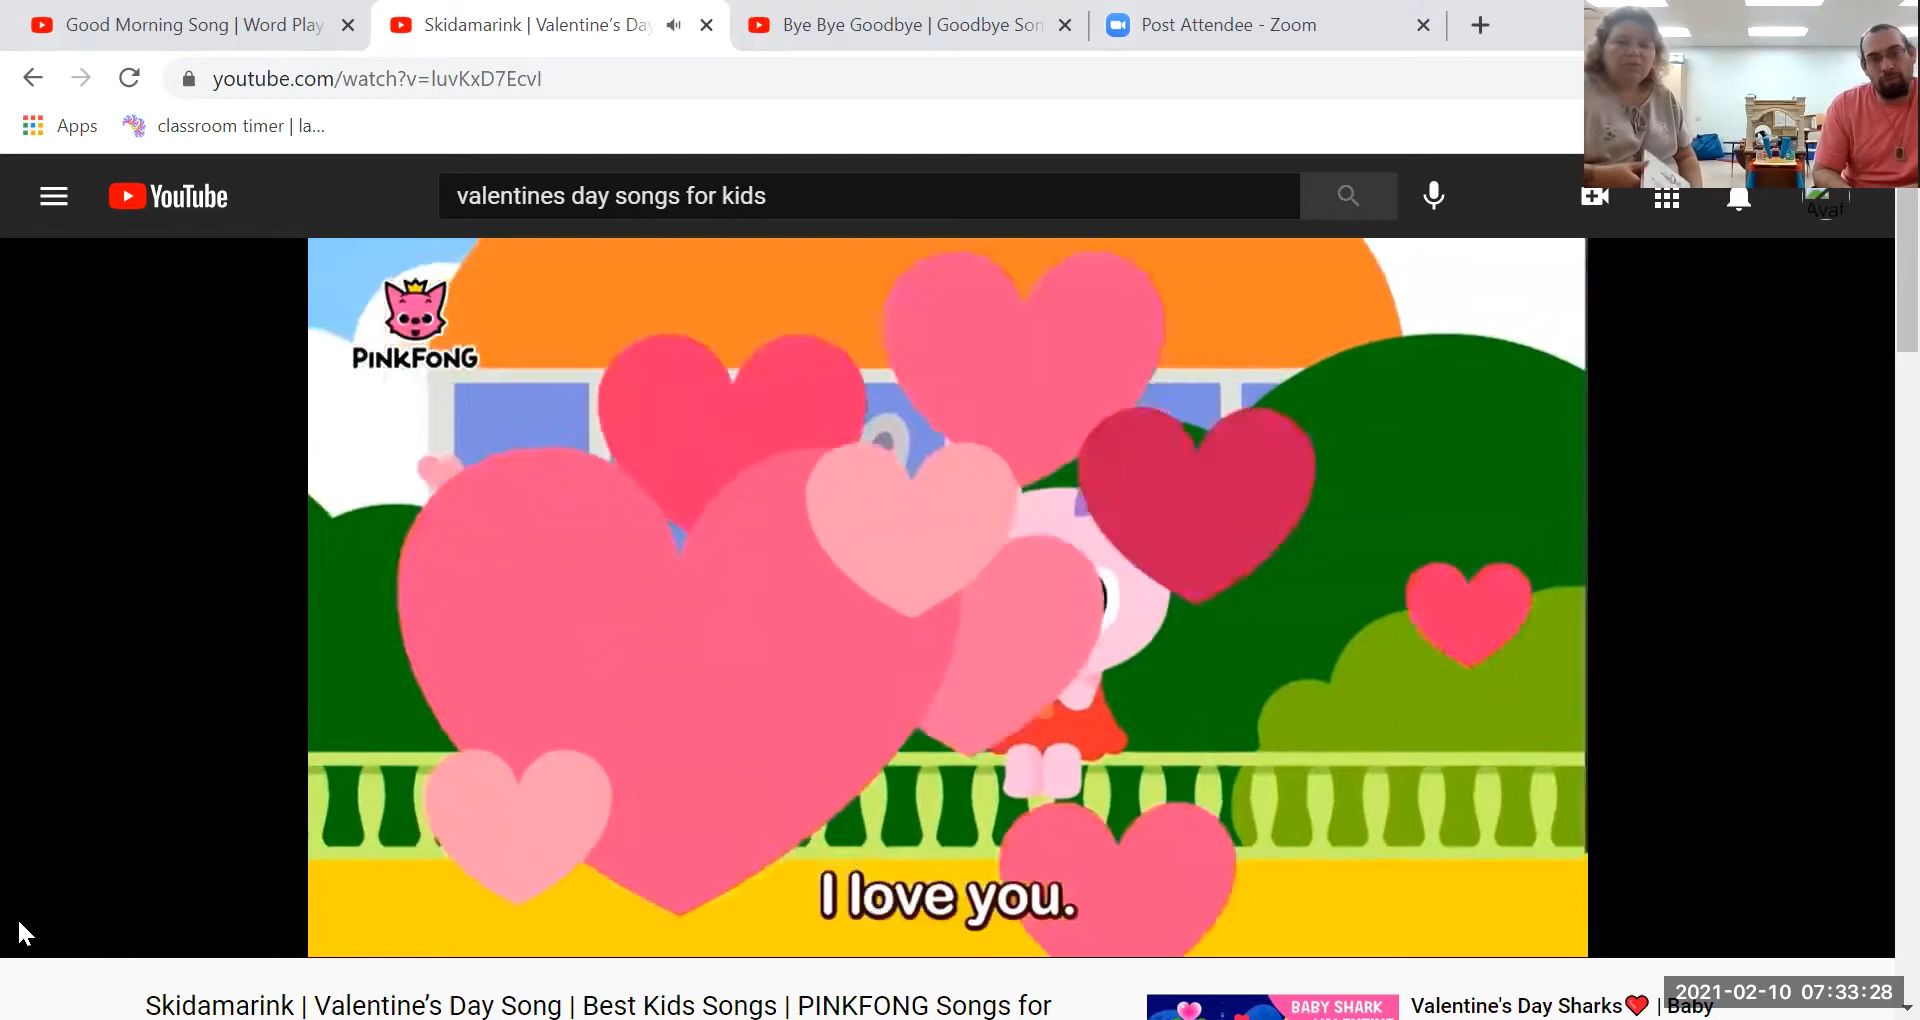 Good Morning Song | Word Play
Skidamarink | Valentine's Da
Bye Bye Goodbye | Goodbye Son
Post Attendee - Zoom
youtube.com/watch?v=luvKxD7EcvI
Apps
classroom timer | la...
YouTube
valentines day songs for kids
Avat
PINKFONG
I love you.
Skidamarink | Valentine's Day Song | Best Kids Songs | PINKFONG Songs for
BABY SHARK
Valentine's Day Sharks❤️ | Baby
2021-02-10 07:33:28